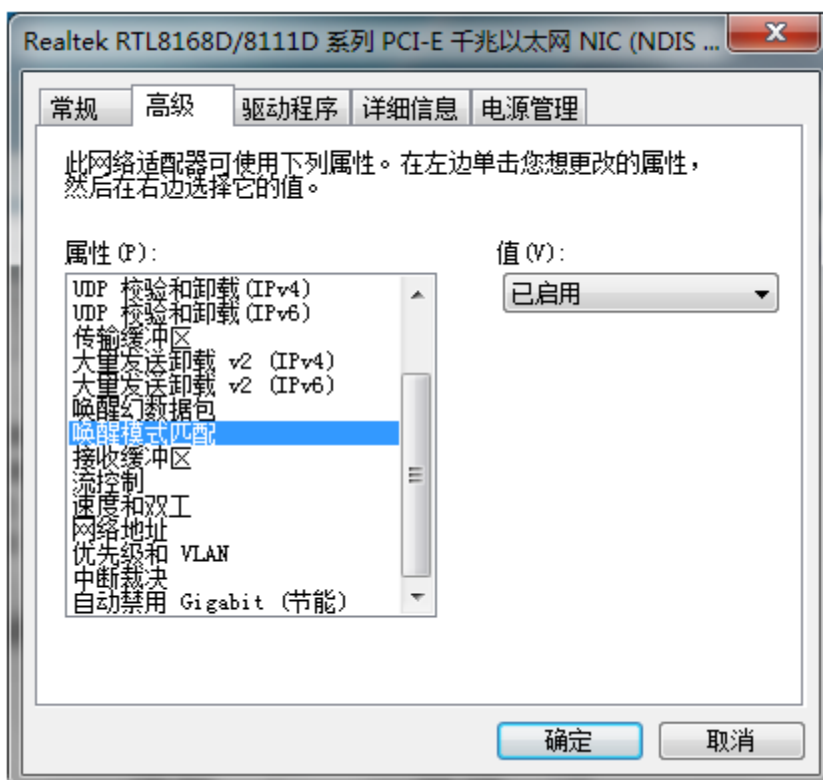 Realtek RTL8168D/8111D 系列 PCI-E 千兆以太网 NIC (NDIS ...
常规 高级 驱动程序 详细信息 电源管理
此网络适配器可使用下列属性。在左边单击您想更改的属性，
然后在右边选择它的值。
属性(P): 值(V):
UDP 校验和卸载(IPv4) 已启用
UDP 校验和卸载(IPv6)
传输缓冲区
大量发送卸载 v2 (IPv4)
大量发送卸载 v2 (IPv6)
唤醒幻数据包
唤醒模式匹配
接收缓冲区
流控制
速度和双工
网络地址
优先级和 VLAN
中断裁决
自动禁用 Gigabit (节能)
确定 取消